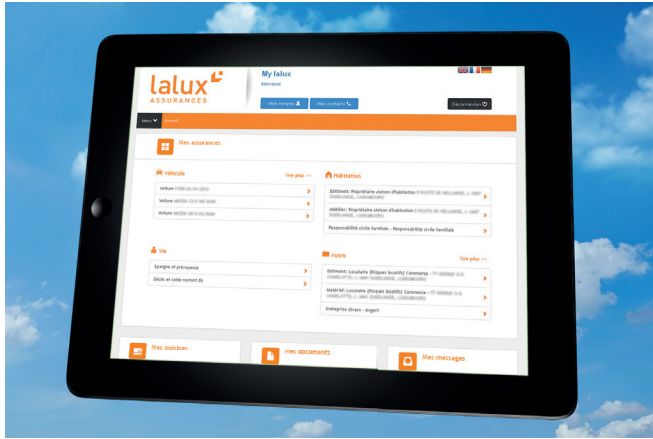 lalux
ASSURANCES
My lalux
Bienvenue
Mon compte
Mes contacts
Déconnexion
Menu
Accueil
Mes assurances
Véhicule
Voir plus >>
Voiture
Voiture
Voiture
Habitation
Bâtiment: Propriétaire Maison d'habitation
Mobilier: Propriétaire Maison d'habitation
Responsabilité civile familiale - Responsabilité civile familiale
Vie
Epargne et prévoyance
Décès et solde restant dû
Autre
Voir plus >>
Bâtiment: Locataire (Risques locatifs) Commerce -
Matériel: Locataire (Risques locatifs) Commerce -
Entreprise divers - Argent
Mes sinistres
Mes documents
Mes messages